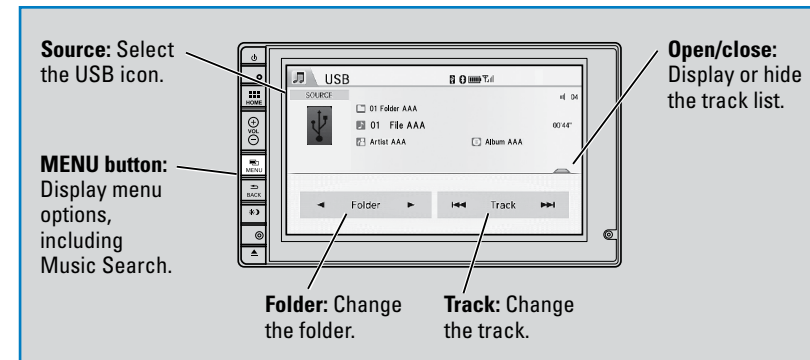 Source: Select
the USB icon.
MENU button:
Display menu
options,
including
Music Search.
HOME
VOL
MENU
BACK
USB
SOURCE
01 Folder AAA
01 File AAA
Artist AAA
Album AAA
04
00'44"
Folder
Track
Open/close:
Display or hide
the track list.
Folder: Change
the folder.
Track: Change
the track.